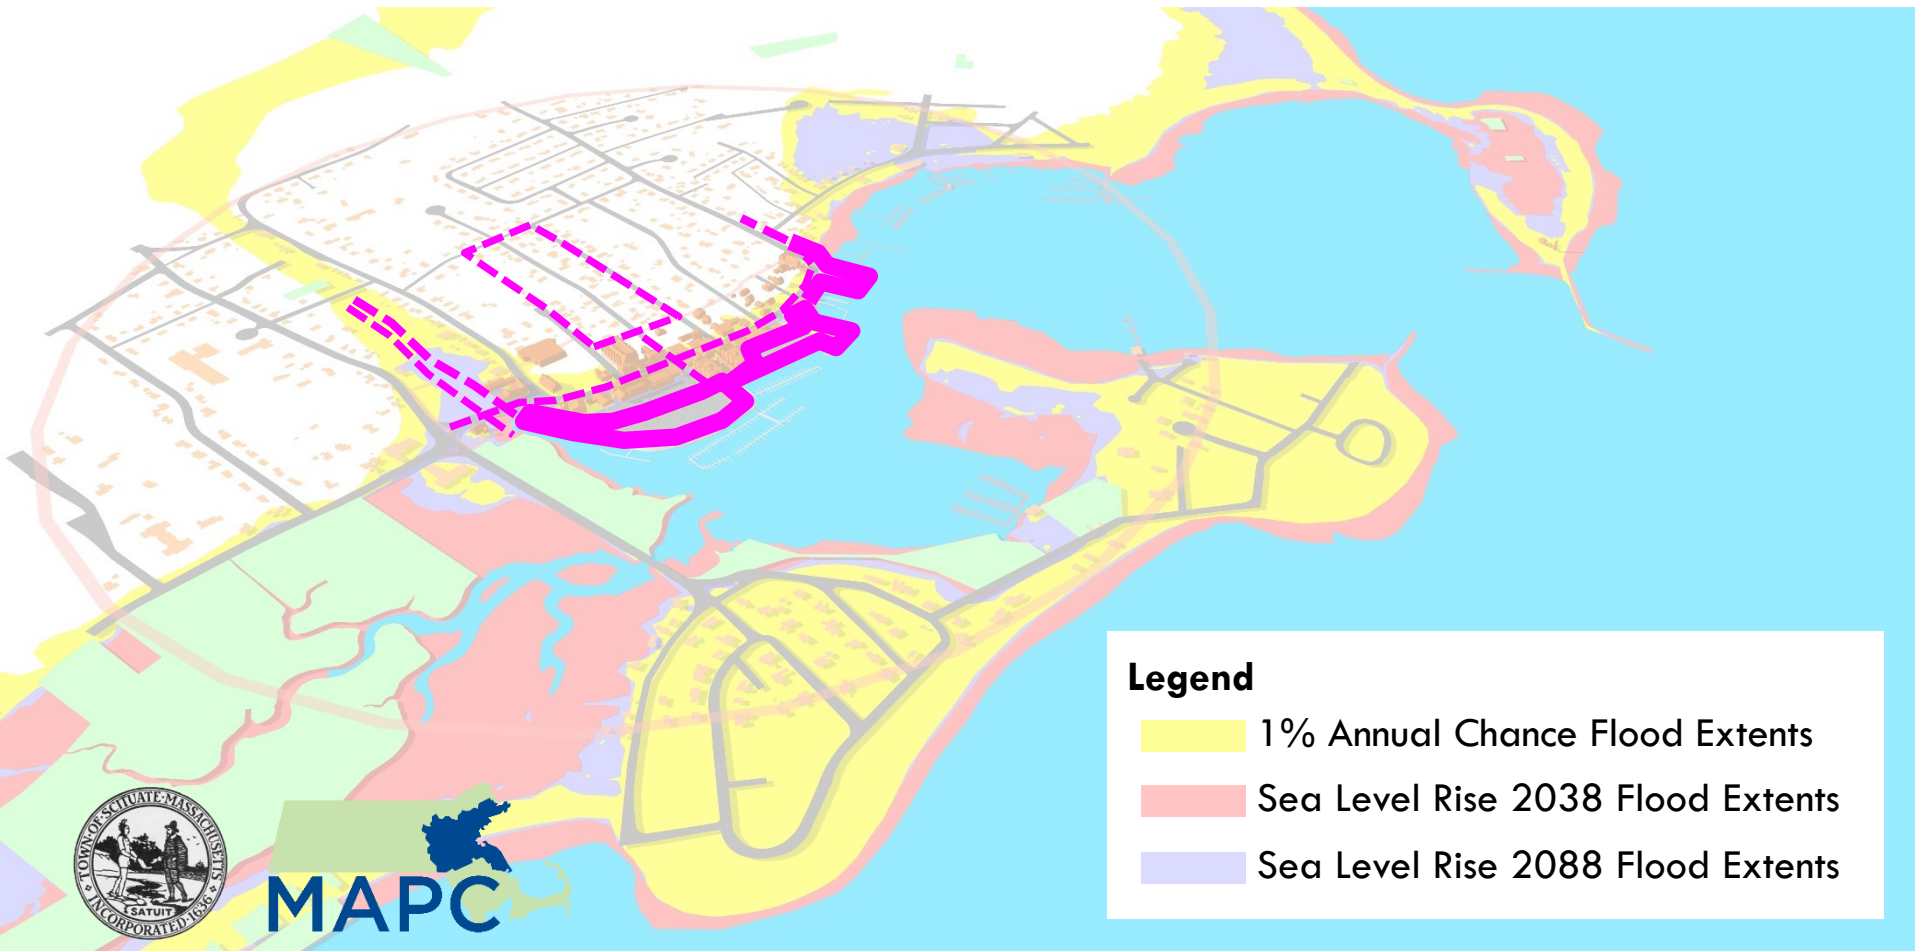 Legend
1% Annual Chance Flood Extents
Sea Level Rise 2038 Flood Extents
Sea Level Rise 2088 Flood Extents
TOWN·OF·SCITUATE·MASSACHUSETTS
SATUIT
INCORPORATED·1636
MAPC